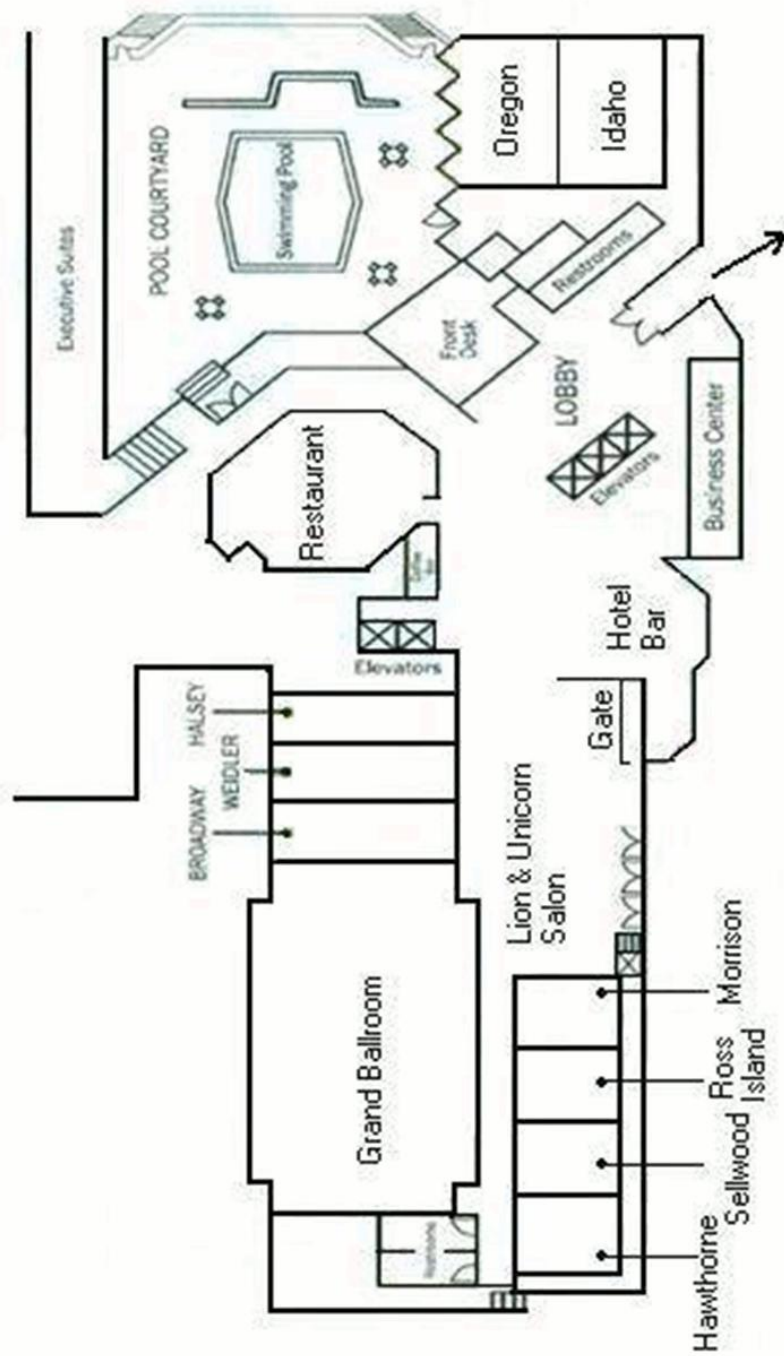 Executive Suites
POOL COURTYARD
Swimming Pool
Oregon
Idaho
Restrooms
Front
Desk
LOBBY
Elevators
Business Center
Restaurant
Hotel
Bar
Elevators
HALSEY
WEIDLER
BROADWAY
Gate
Lion & Unicorn
Salon
Grand Ballroom
Restrooms
Morrison
Ross
Island
Sellwood
Hawthorne